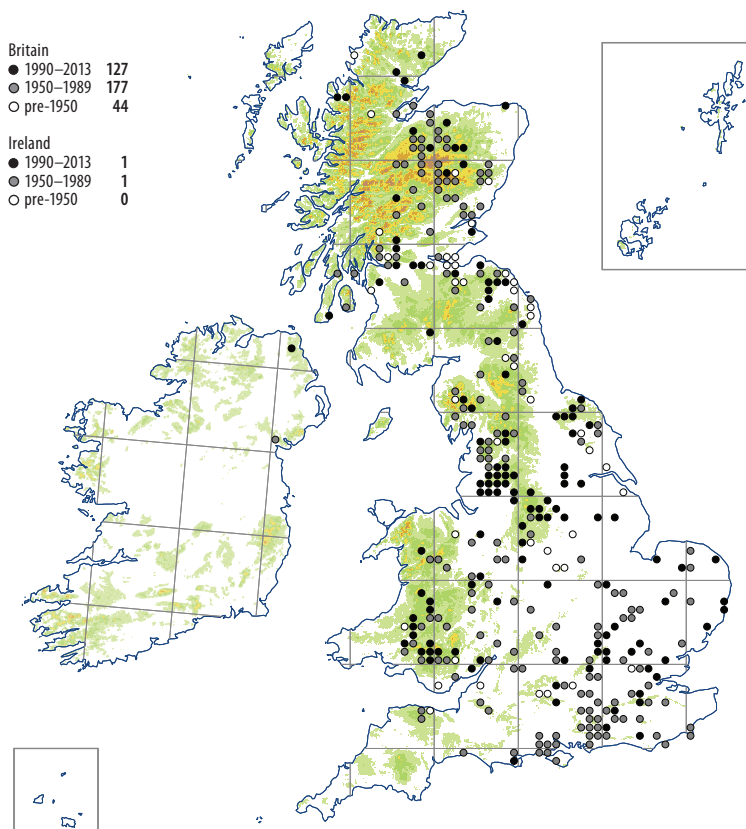 Britain
● 1990–2013 127
● 1950–1989 177
○ pre-1950 44
Ireland
● 1990–2013 1
● 1950–1989 1
○ pre-1950 0